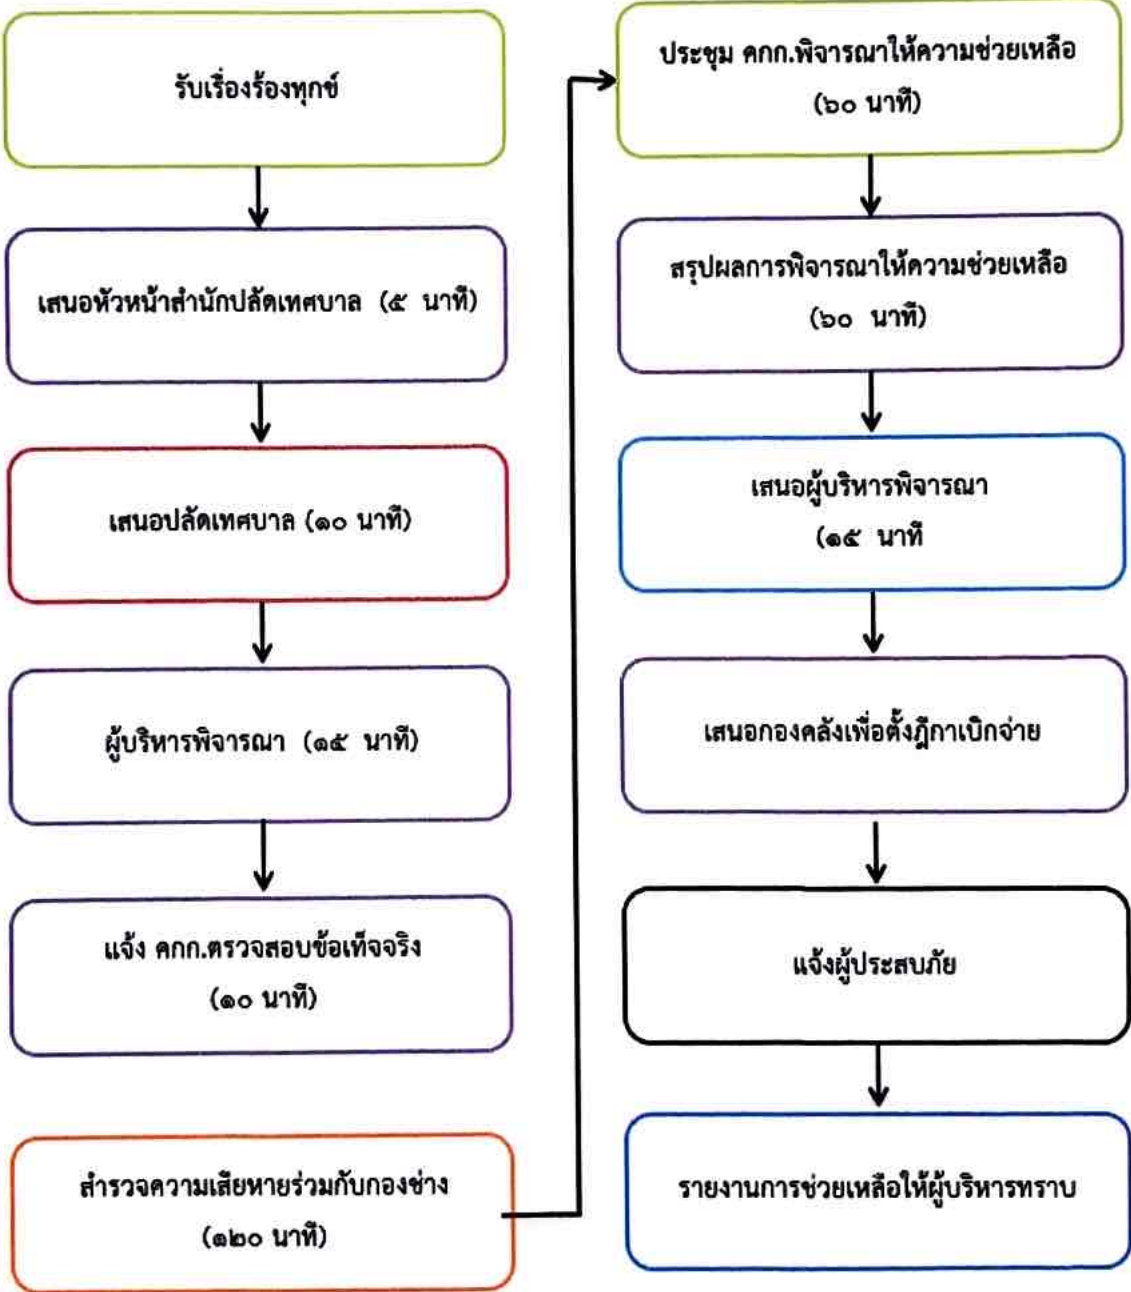 รับเรื่องร้องทุกข์
เสนอหัวหน้าสำนักปลัดเทศบาล (๕ นาที)
เสนอปลัดเทศบาล (๑๐ นาที)
ผู้บริหารพิจารณา (๑๕ นาที)
แจ้ง คกก.ตรวจสอบข้อเท็จจริง
(๑๐ นาที)
สำรวจความเสียหายร่วมกับกองช่าง
(๑๒๐ นาที)
ประชุม คกก.พิจารณาให้ความช่วยเหลือ
(๖๐ นาที)
สรุปผลการพิจารณาให้ความช่วยเหลือ
(๖๐ นาที)
เสนอผู้บริหารพิจารณา
(๑๕ นาที
เสนอกองคลังเพื่อตั้งฎีกาเบิกจ่าย
แจ้งผู้ประสบภัย
รายงานการช่วยเหลือให้ผู้บริหารทราบ